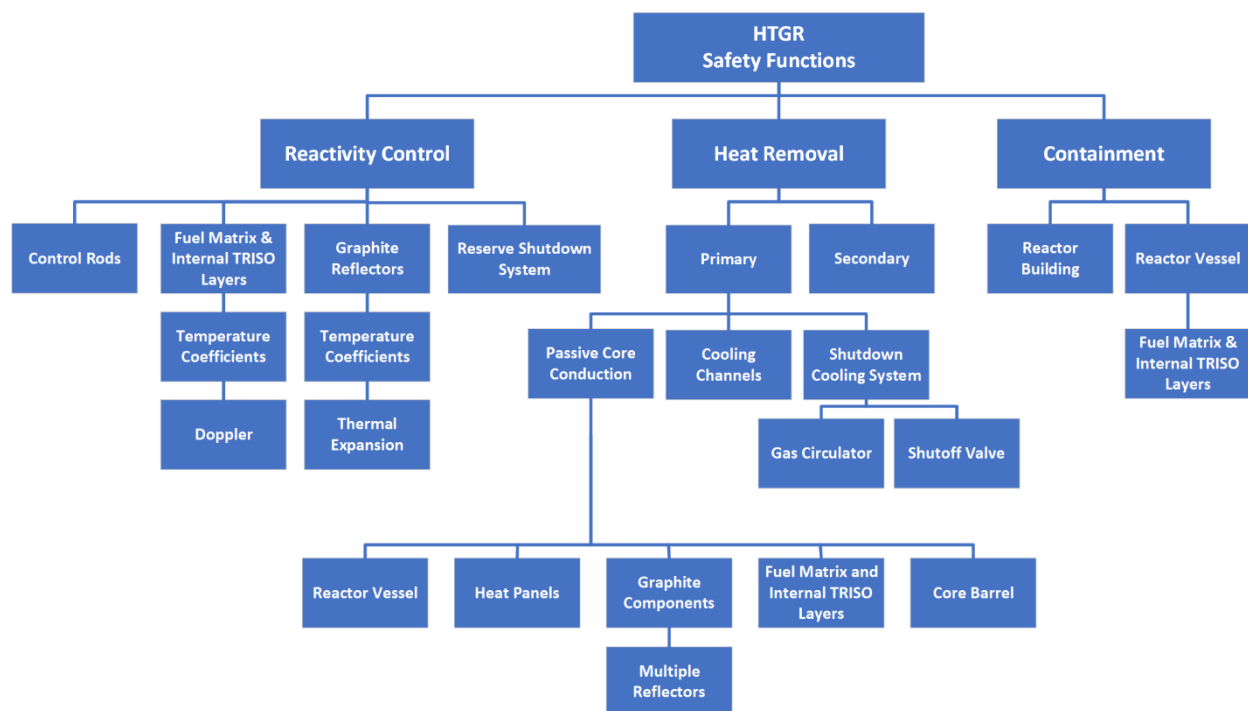 HTGR
Safety Functions
Reactivity Control
Heat Removal
Containment
Control Rods
Fuel Matrix &
Internal TRISO
Layers
Graphite
Reflectors
Reserve Shutdown
System
Primary
Secondary
Reactor
Building
Reactor Vessel
Temperature
Coefficients
Temperature
Coefficients
Passive Core
Conduction
Cooling
Channels
Shutdown
Cooling System
Fuel Matrix &
Internal TRISO
Layers
Doppler
Thermal
Expansion
Gas Circulator
Shutoff Valve
Reactor Vessel
Heat Panels
Graphite
Components
Fuel Matrix and
Internal TRISO
Layers
Core Barrel
Multiple
Reflectors